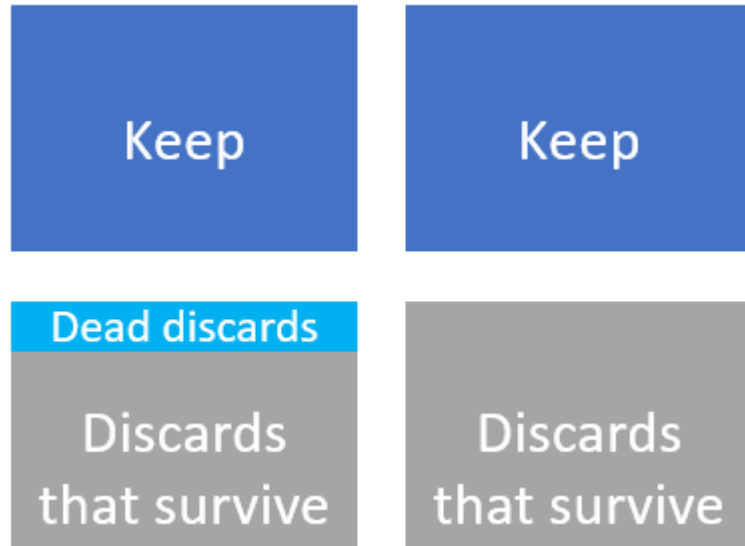 Keep
Keep
Dead discards
Discards
that survive
Discards
that survive